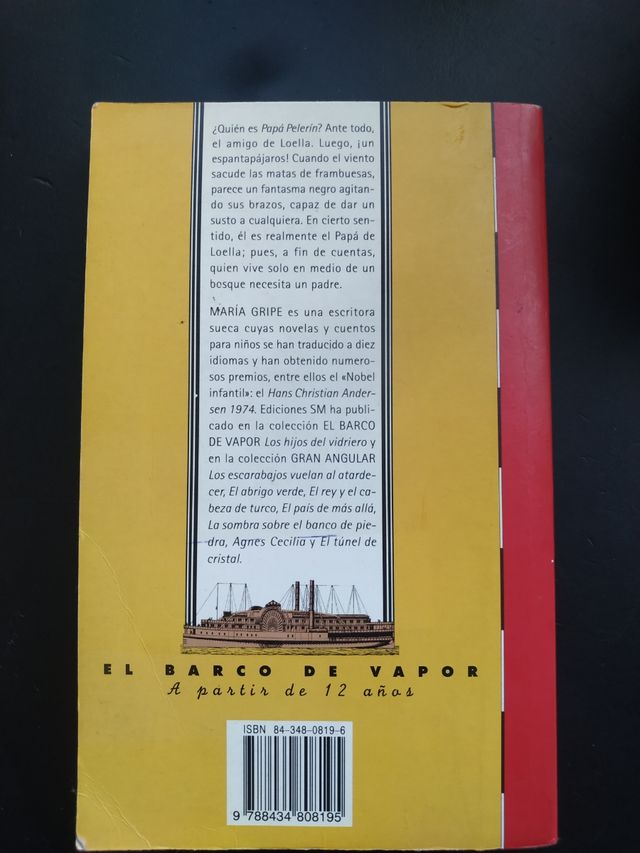 ¿Quién es Papá Pelerín? Ante todo,
el amigo de Loella. Luego, ¡un
espantapájaros! Cuando el viento
sacude las matas de frambuesas,
parece un fantasma negro agitan-
do sus brazos, capaz de dar un
susto a cualquiera. En cierto sen-
tido, él es realmente el Papá de
Loella; pues, a fin de cuentas,
quien vive solo en medio de un
bosque necesita un padre.
MARÍA GRIPE es una escritora
sueca cuyas novelas y cuentos
para niños se han traducido a diez
idiomas y han obtenido numero-
sos premios, entre ellos el «Nobel
infantil»: el Hans Christian Ander-
sen 1974. Ediciones SM ha publi-
cado en la colección EL BARCO
DE VAPOR Los hijos del vidriero y
en la colección GRAN ANGULAR
Los escarabajos vuelan al atarde-
cer, El abrigo verde, El rey y el ca-
beza de turco, El país de más allá,
La sombra sobre el banco de pie-
dra, Agnes Cecilia y El túnel de
cristal.
EL BARCO DE VAPOR
A partir de 12 años
ISBN 84-348-0819-6
9 788434 808195